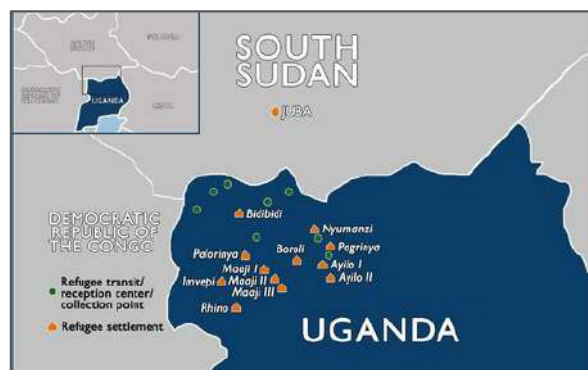 UGANDA
SOUTH
SUDAN
JUBA
DEMOCRATIC
REPUBLIC OF
THE CONGO
Bidibidi
Nyumanzi
Pagrinya
Boroli
Palorinya
Ayilo I
Ayilo II
Maaji I
Maaji II
Maaji III
Imvepi
Rhino
Refugee transit/
reception center/
collection point
Refugee settlement
UGANDA